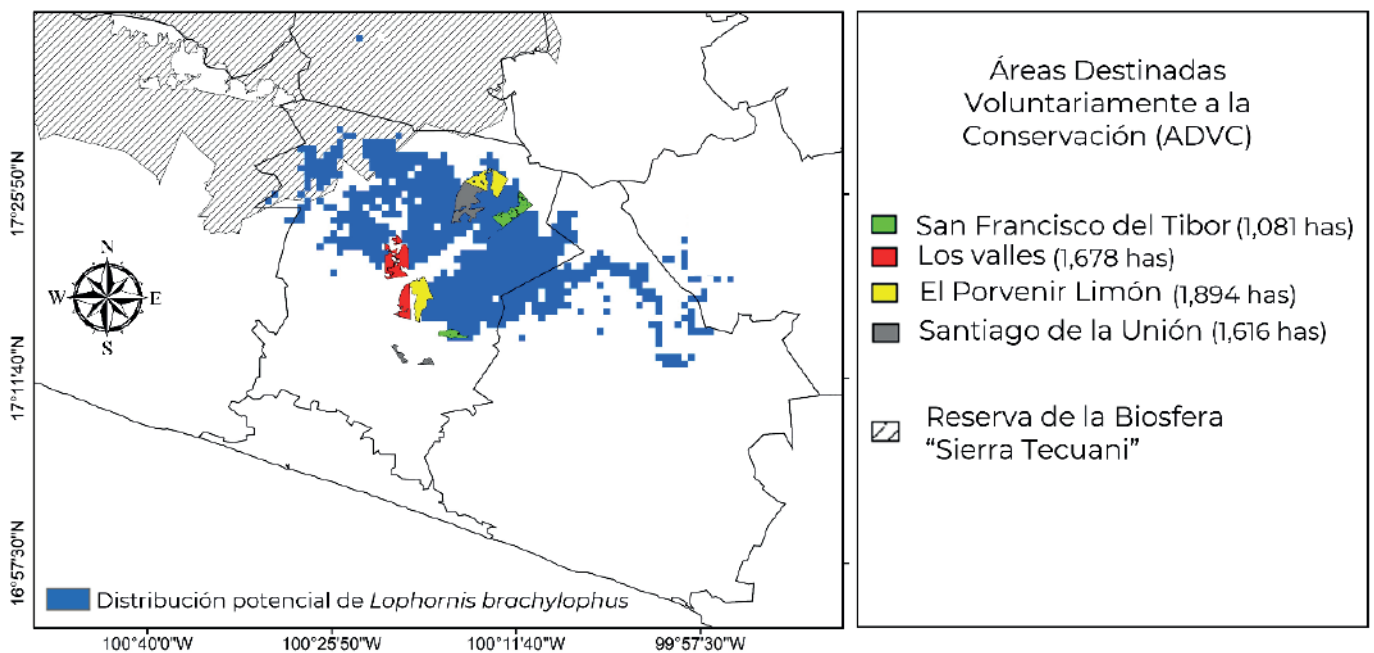 17°25'50"N
17°11'40"N
16°57'30"N
N
W
E
S
Distribución potencial de Lophornis brachylophus
100°4'0"W
100°25'50"W
100°11'40"W
99°57'30"W
Áreas Destinadas
Voluntariamente a la
Conservación (ADVC)
San Francisco del Tibor (1,081 has)
Los valles (1,678 has)
El Porvenir Limón (1,894 has)
Santiago de la Unión (1,616 has)
Reserva de la Biosfera
“Sierra Tecuani”